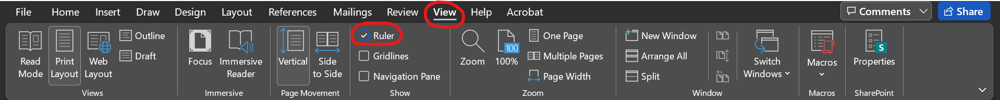 File Home Insert Draw Design Layout References Mailings Review View Help Acrobat Comments Share
Read Mode
Print Layout
Web Layout
Outline
Draft
Views
Focus
Immersive Reader
Immersive
Vertical
Side to Side
Page Movement
Ruler
Gridlines
Navigation Pane
Show
Zoom
100
100%
One Page
Multiple Pages
Page Width
Zoom
New Window
Arrange All
Split
Switch Windows
Window
Macros
Macros
S
Properties
SharePoint